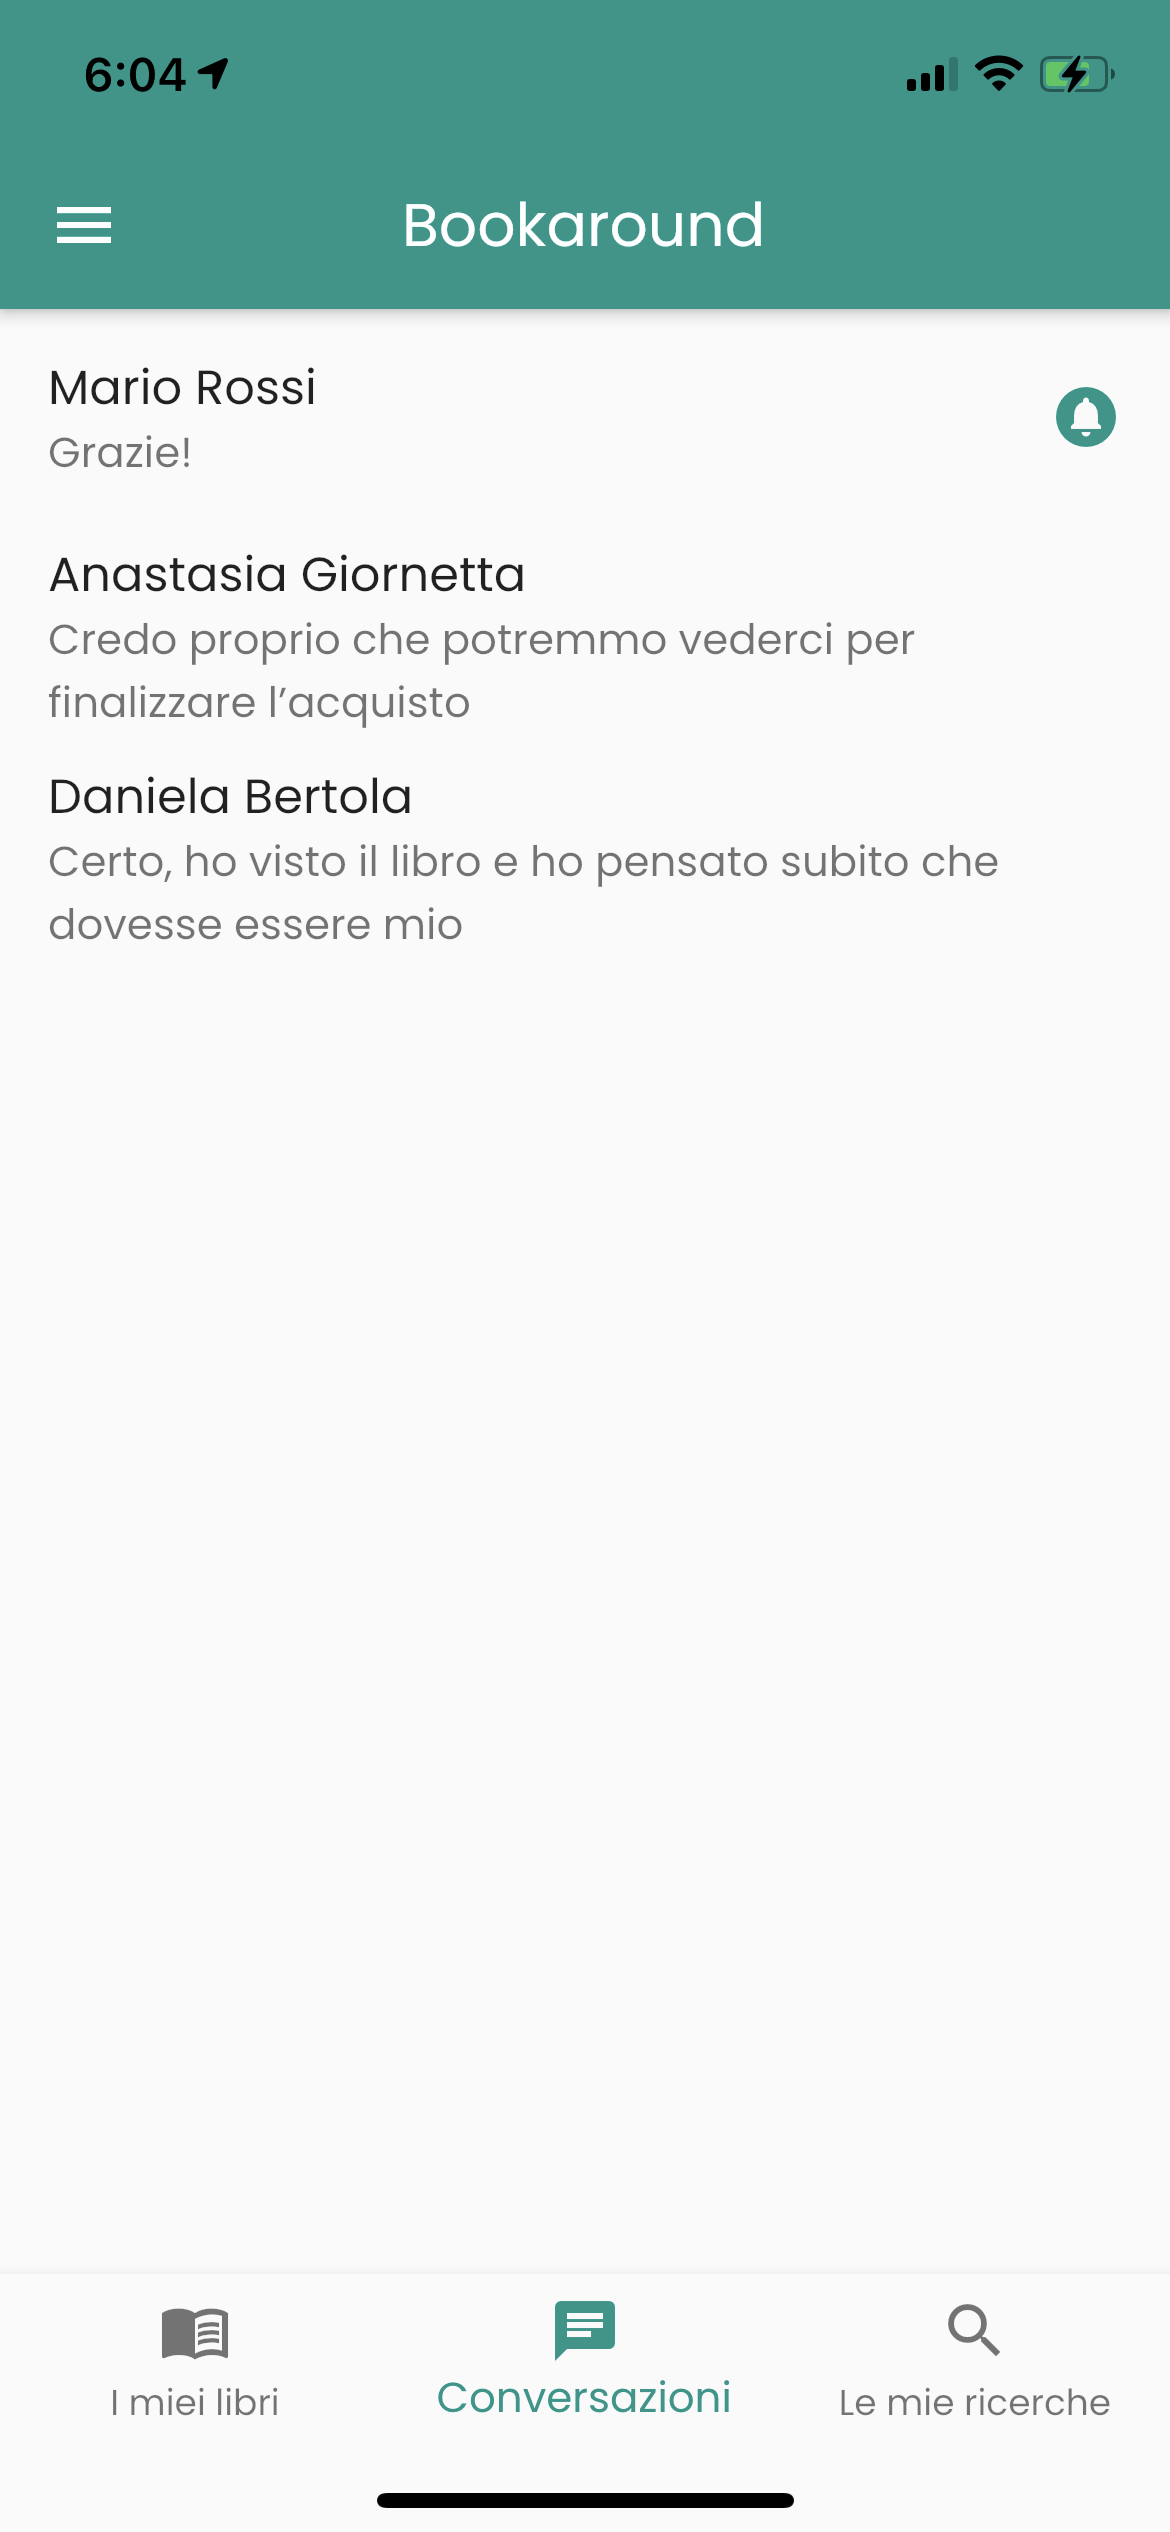 6:04
Bookaround
Mario Rossi
Grazie!
Anastasia Giornetta
Credo proprio che potremmo vederci per
finalizzare l’acquisto
Daniela Bertola
Certo, ho visto il libro e ho pensato subito che
dovesse essere mio
I miei libri
Conversazioni
Le mie ricerche